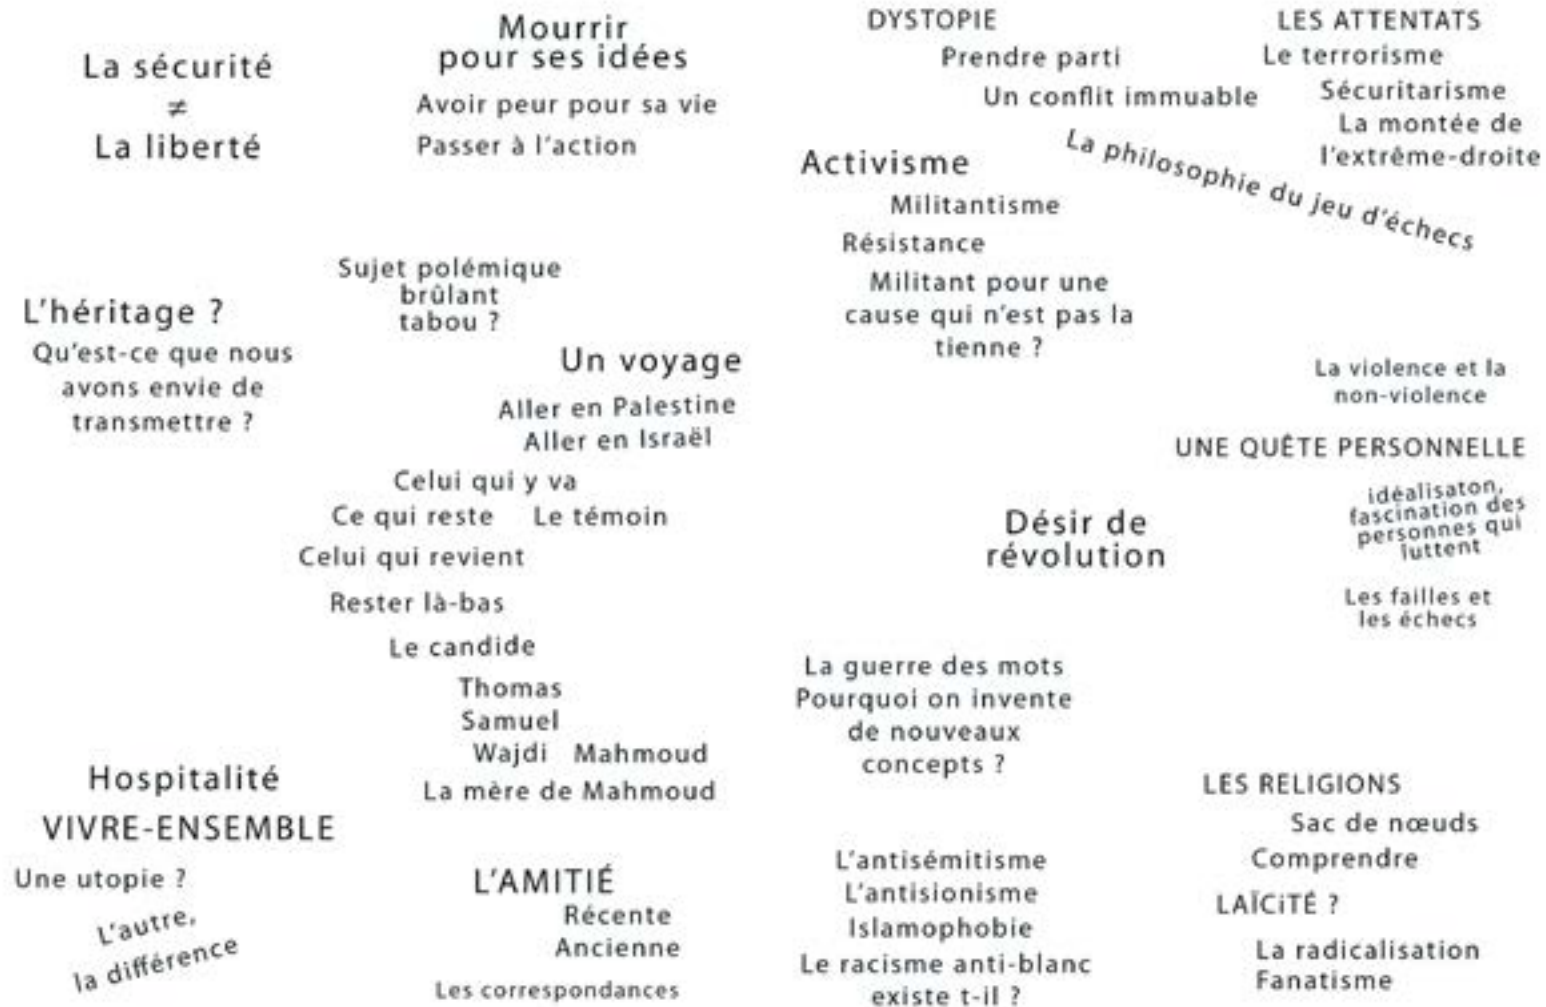 La sécurité
≠
La liberté
Mourrir
pour ses idées
Avoir peur pour sa vie
Passer à l'action
DYSTOPIE
Prendre parti
Un conflit immuable
La philosophie du jeu d'échecs
LES ATTENTATS
Le terrorisme
Sécuritarisme
La montée de
l'extrême-droite
Activisme
Militantisme
Résistance
Militant pour une
cause qui n'est pas la
tienne ?
L'héritage ?
Qu'est-ce que nous
avons envie de
transmettre ?
Sujet polémique
brûlant
tabou ?
Un voyage
Aller en Palestine
Aller en Israël
Celui qui y va
Ce qui reste
Le témoin
Celui qui revient
Rester là-bas
Le candide
Thomas
Samuel
Wajdi
Mahmoud
La mère de Mahmoud
La violence et la
non-violence
UNE QUÊTE PERSONNELLE
idéalisaton,
fascination des
personnes qui
luttent
Les failles et
les échecs
Désir de
révolution
La guerre des mots
Pourquoi on invente
de nouveaux
concepts ?
Hospitalité
VIVRE-ENSEMBLE
Une utopie ?
L'autre,
la différence
L'AMITIÉ
Récente
Ancienne
Les correspondances
L'antisémitisme
L'antisionisme
Islamophobie
Le racisme anti-blanc
existe t-il ?
LES RELIGIONS
Sac de nœuds
Comprendre
LAÏCiTÉ ?
La radicalisation
Fanatisme